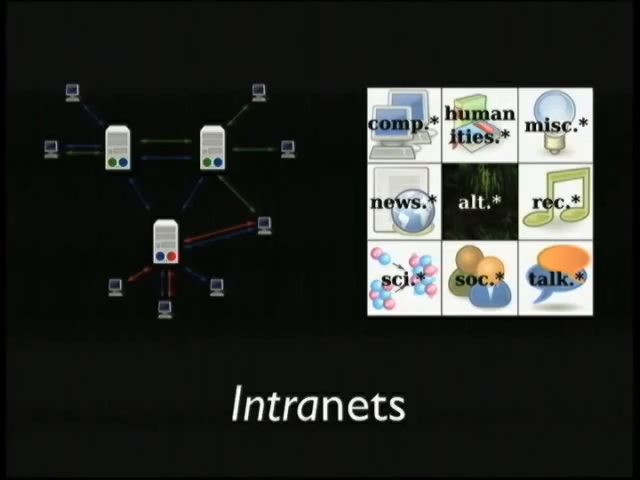 comp.*
human
ities.*
misc.*
news.*
alt.*
rec.*
sci.*
soc.*
talk.*
Intranets